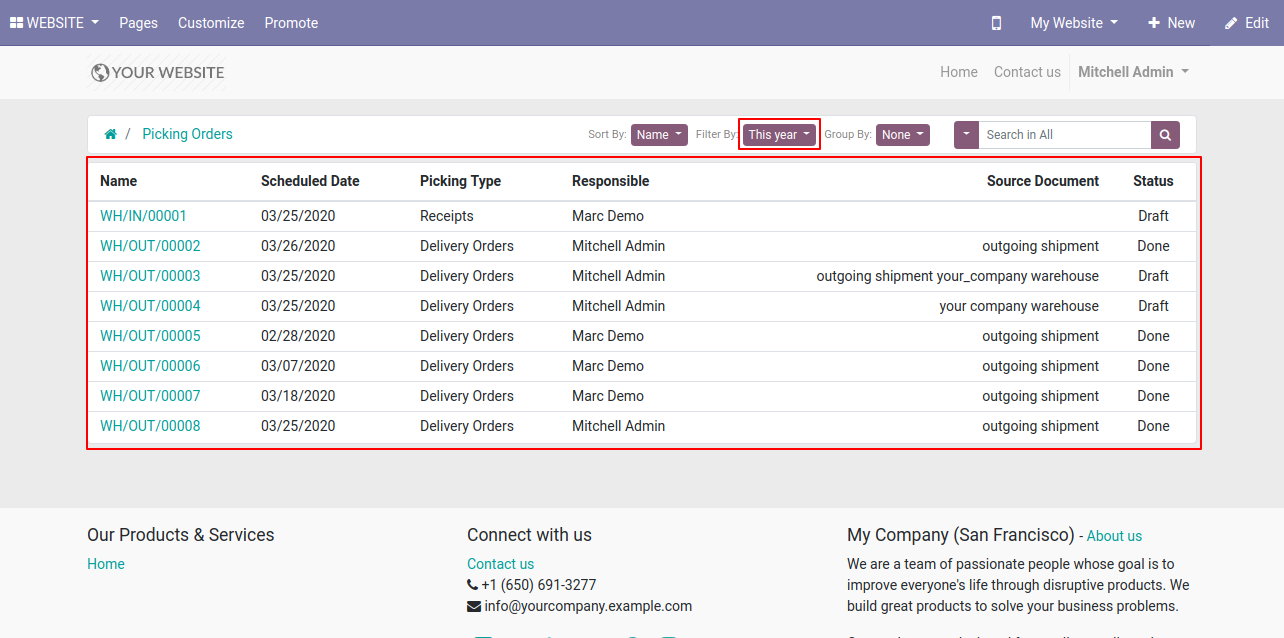 WEBSITE Pages Customize Promote My Website New Edit
YOUR WEBSITE Home Contact us Mitchell Admin
/ Picking Orders Sort By: Name Filter By: This year Group By: None Search in All
Name Scheduled Date Picking Type Responsible Source Document Status
WH/IN/00001 03/25/2020 Receipts Marc Demo Draft
WH/OUT/00002 03/26/2020 Delivery Orders Mitchell Admin outgoing shipment Done
WH/OUT/00003 03/25/2020 Delivery Orders Mitchell Admin outgoing shipment your_company warehouse Draft
WH/OUT/00004 03/25/2020 Delivery Orders Mitchell Admin your company warehouse Draft
WH/OUT/00005 02/28/2020 Delivery Orders Marc Demo outgoing shipment Done
WH/OUT/00006 03/07/2020 Delivery Orders Marc Demo outgoing shipment Done
WH/OUT/00007 03/18/2020 Delivery Orders Marc Demo outgoing shipment Done
WH/OUT/00008 03/25/2020 Delivery Orders Mitchell Admin outgoing shipment Done
Our Products & Services
Home
Connect with us
Contact us
+1 (650) 691-3277
info@yourcompany.example.com
My Company (San Francisco) - About us
We are a team of passionate people whose goal is to
improve everyone's life through disruptive products. We
build great products to solve your business problems.